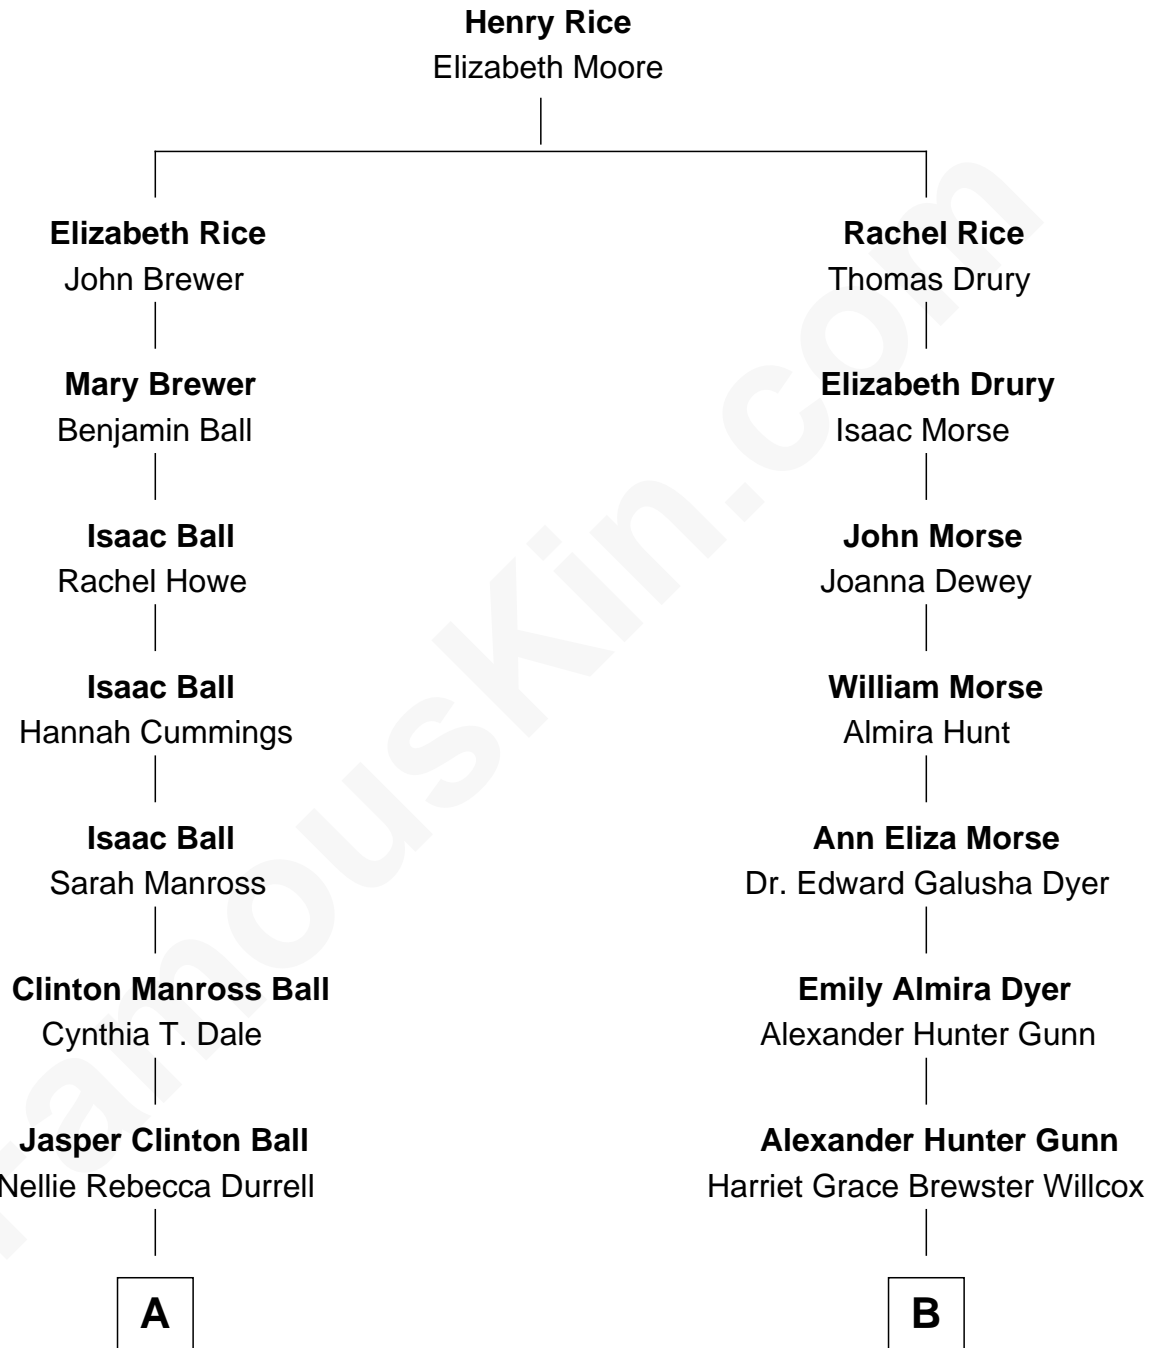 Henry Rice
Elizabeth Moore
Elizabeth Rice
John Brewer
Rachel Rice
Thomas Drury
Mary Brewer
Benjamin Ball
Elizabeth Drury
Isaac Morse
Isaac Ball
Rachel Howe
John Morse
Joanna Dewey
Isaac Ball
Hannah Cummings
William Morse
Almira Hunt
Isaac Ball
Sarah Manross
Ann Eliza Morse
Dr. Edward Galusha Dyer
Clinton Manross Ball
Cynthia T. Dale
Emily Almira Dyer
Alexander Hunter Gunn
Jasper Clinton Ball
Nellie Rebecca Durrell
Alexander Hunter Gunn
Harriet Grace Brewster Willcox
A
B
famouskin.com